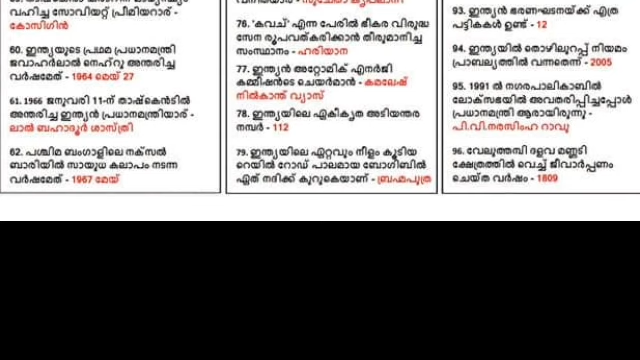 വഹിച്ച സോവിയറ്റ് പ്രീമിയറാര് -
കോസിഗിൻ
60. ഇന്ത്യയുടെ പ്രഥമ പ്രധാനമന്ത്രി
ജവാഹർലാൽ നെഹ്റു അന്തരിച്ച
വർഷമേത് - 1964 മെയ് 27
61. 1966 ജനുവരി 11-ന് താഷ്കെൻടിൽ
അന്തരിച്ച ഇന്ത്യൻ പ്രധാനമന്ത്രിയാര് -
ലാൽ ബഹാദൂർ ശാസ്ത്രി
62. പശ്ചിമ ബംഗാളിലെ നക്സൽ
ബാരിയിൽ സായുധ കലാപം നടന്ന
വർഷമേത് - 1967 മേയ്
76. 'കവച്' എന്ന പേരിൽ ഭീകര വിരുദ്ധ
സേന രൂപവത്കരിക്കാൻ തീരുമാനിച്ച
സംസ്ഥാനം - ഹരിയാന
77. ഇന്ത്യൻ അറ്റോമിക് എനർജി
കമ്മീഷൻടെ ചെയർമാൻ - കമലേഷ്
നിൽകാന്ത് വ്യാസ്
78. ഇന്ത്യയിലെ ഏകീകൃത അടിയന്തര
നമ്പർ - 112
79. ഇന്ത്യയിലെ ഏറ്റവും നീളം കൂടിയ
റെയിൽ റോഡ് പാലമായ ബോഗിബിൽ
ഏത് നദിക്ക് കുറുകെയാണ് - ബ്രഹ്മപുത്ര
93. ഇന്ത്യൻ ഭരണഘടനയ്ക്ക് എത്ര
പട്ടികകൾ ഉണ്ട് - 12
94. ഇന്ത്യയിൽ തൊഴിലുറപ്പ് നിയമം
പ്രാബല്യത്തിൽ വന്നതെന്ന് - 2005
95. 1991 ൽ നഗരപാലികാബിൽ
ലോക്സഭയിൽ അവതരിപ്പിച്ചപ്പോൾ
പ്രധാനമന്ത്രി ആരായിരുന്നു -
പി.വി.നരസിംഹ റാവു
96. വേലുത്തമ്പി ദളവ മണ്ണടി
ക്ഷേത്രത്തിൽ വെച്ച് ജീവാർപ്പണം
ചെയ്ത വർഷം - 1809